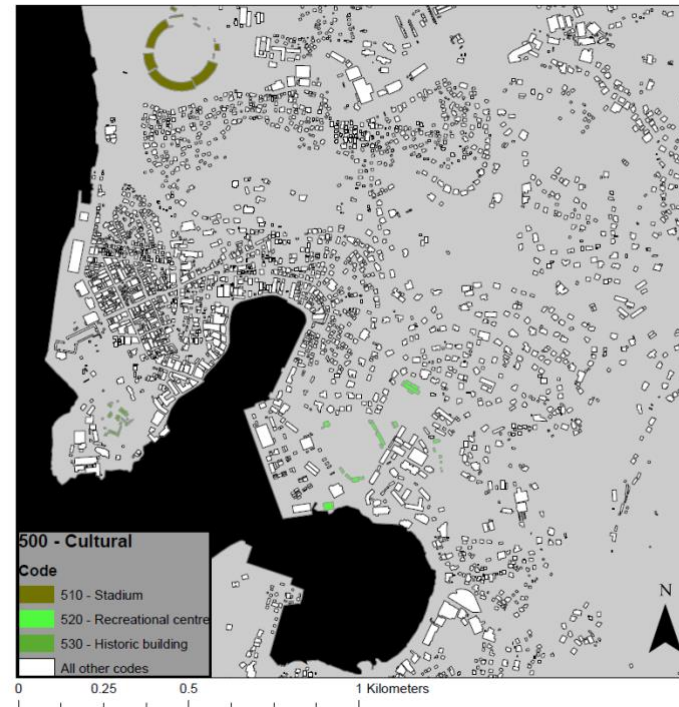 N
500 - Cultural
Code
510 - Stadium
520 - Recreational centre
530 - Historic building
All other codes
0 0.25 0.5 1 Kilometers